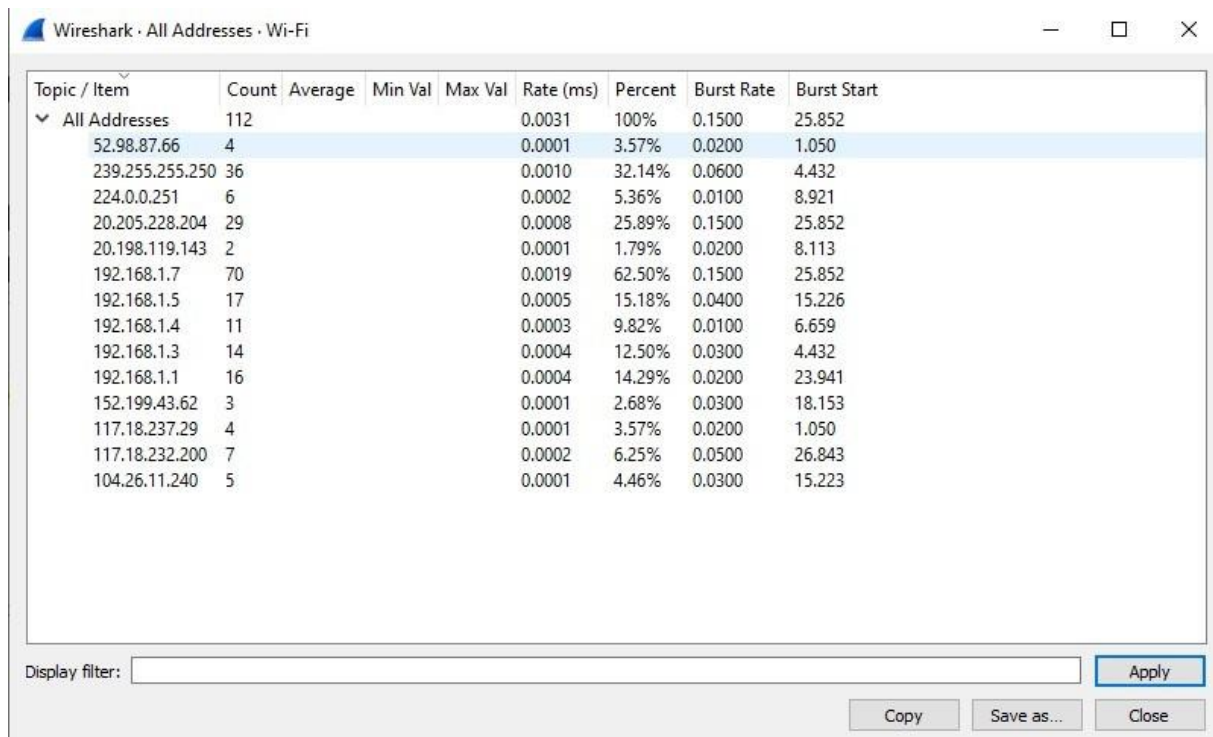 Wireshark · All Addresses · Wi-Fi
Topic / Item Count Average Min Val Max Val Rate (ms) Percent Burst Rate Burst Start
All Addresses 112 0.0031 100% 0.1500 25.852
52.98.87.66 4 0.0001 3.57% 0.0200 1.050
239.255.255.250 36 0.0010 32.14% 0.0600 4.432
224.0.0.251 6 0.0002 5.36% 0.0100 8.921
20.205.228.204 29 0.0008 25.89% 0.1500 25.852
20.198.119.143 2 0.0001 1.79% 0.0200 8.113
192.168.1.7 70 0.0019 62.50% 0.1500 25.852
192.168.1.5 17 0.0005 15.18% 0.0400 15.226
192.168.1.4 11 0.0003 9.82% 0.0100 6.659
192.168.1.3 14 0.0004 12.50% 0.0300 4.432
192.168.1.1 16 0.0004 14.29% 0.0200 23.941
152.199.43.62 3 0.0001 2.68% 0.0300 18.153
117.18.237.29 4 0.0001 3.57% 0.0200 1.050
117.18.232.200 7 0.0002 6.25% 0.0500 26.843
104.26.11.240 5 0.0001 4.46% 0.0300 15.223
Display filter: Apply
Copy Save as... Close